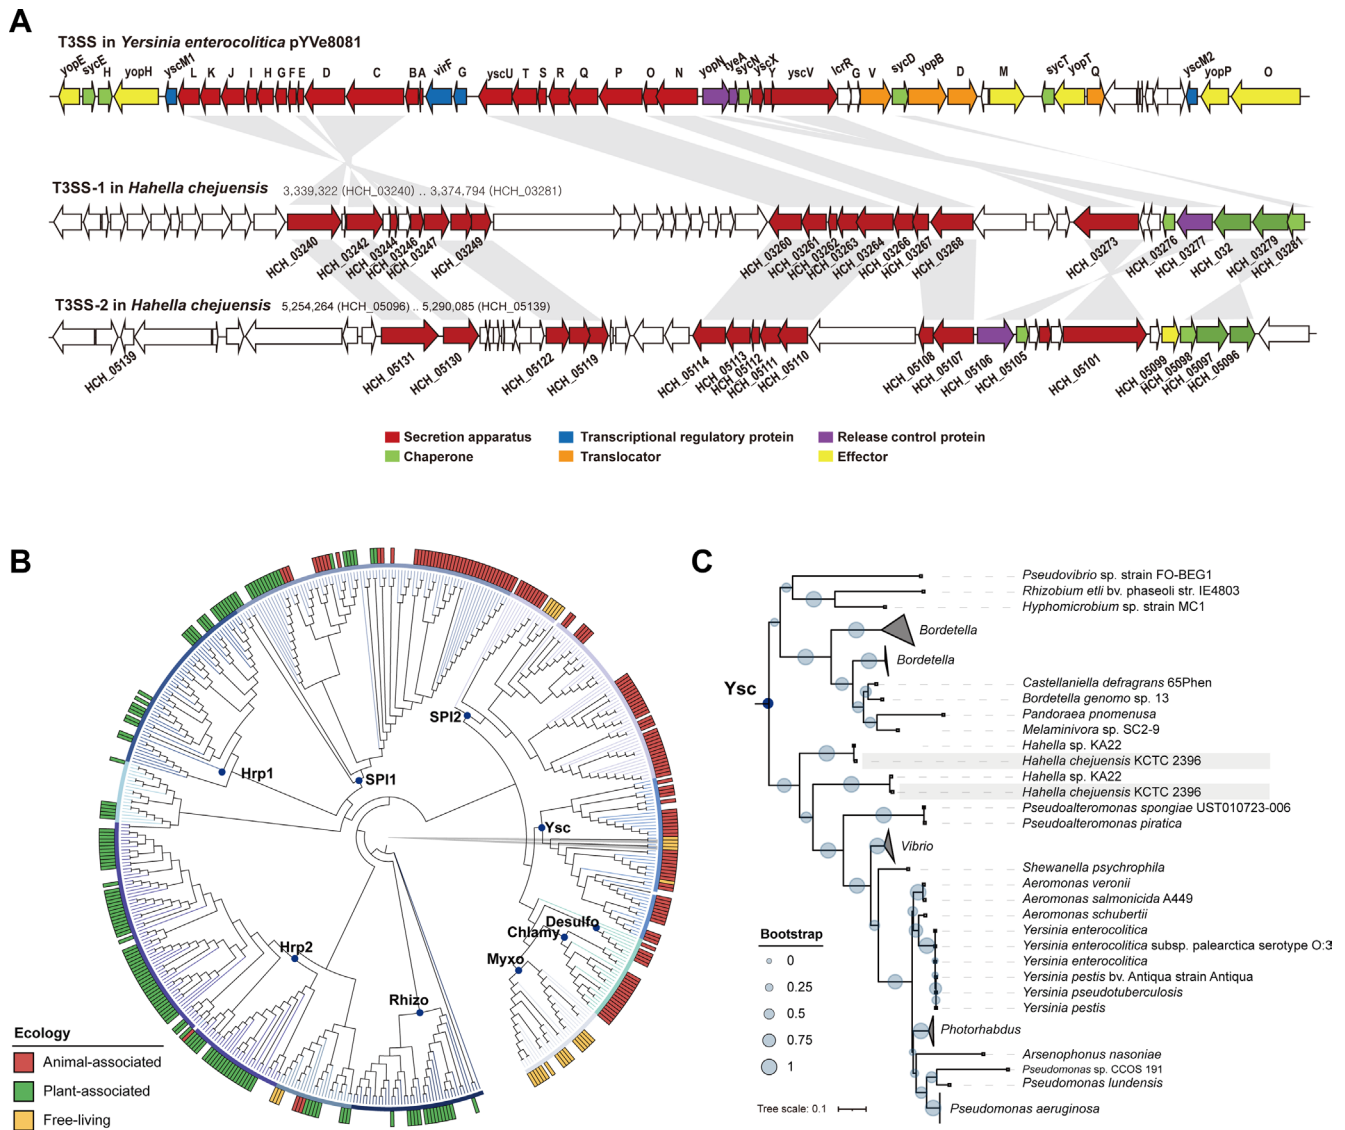 A
T3SS in Yersinia enterocolitica pYVe8081
yopE sycE H yopH yscM1 L K J I H G F E D C B A virF G yscU T S R Q P O N yopN tyeA sycN yscX Y yscV lcrR G V sycD yopB D M sycT yopT Q yscM2 yopP O
T3SS-1 in Hahella chejuensis 3,339,322 (HCH_03240) .. 3,374,794 (HCH_03281)
HCH_03240 HCH_03242 HCH_03244 HCH_03246 HCH_03247 HCH_03249 HCH_03260 HCH_03261 HCH_03262 HCH_03263 HCH_03264 HCH_03266 HCH_03267 HCH_03268 HCH_03273 HCH_03276 HCH_03277 HCH_032 HCH_03279 HCH_03281
T3SS-2 in Hahella chejuensis 5,254,264 (HCH_05096) .. 5,290,085 (HCH_05139)
HCH_05139 HCH_05131 HCH_05130 HCH_05122 HCH_05119 HCH_05114 HCH_05113 HCH_05112 HCH_05111 HCH_05110 HCH_05108 HCH_05107 HCH_05106 HCH_05105 HCH_05101 HCH_05099 HCH_05098 HCH_05097 HCH_05096
Secretion apparatus Transcriptional regulatory protein Release control protein
Chaperone Translocator Effector
B
SPI2
Hrp1
SPI1
Ysc
Desulfo
Chlamy
Myxo
Hrp2
Rhizo
Ecology
Animal-associated
Plant-associated
Free-living
C
Ysc
Pseudovibrio sp. strain FO-BEG1
Rhizobium etli bv. phaseoli str. IE4803
Hyphomicrobium sp. strain MC1
Bordetella
Bordetella
Castellaniella defragrans 65Phen
Bordetella genomo sp. 13
Pandoraea pnomenusa
Melaminivora sp. SC2-9
Hahella sp. KA22
Hahella chejuensis KCTC 2396
Hahella sp. KA22
Hahella chejuensis KCTC 2396
Pseudoalteromonas spongiae UST010723-006
Pseudoalteromonas piratica
Vibrio
Shewanella psychrophila
Aeromonas veronii
Aeromonas salmonicida A449
Aeromonas schubertii
Yersinia enterocolitica
Yersinia enterocolitica subsp. palearctica serotype O:3
Yersinia enterocolitica
Yersinia pestis bv. Antiqua strain Antiqua
Yersinia pseudotuberculosis
Yersinia pestis
Photorhabdus
Arsenophonus nasoniae
Pseudomonas sp. CCOS 191
Pseudomonas lundensis
Pseudomonas aeruginosa
Bootstrap
0
0.25
0.5
0.75
1
Tree scale: 0.1